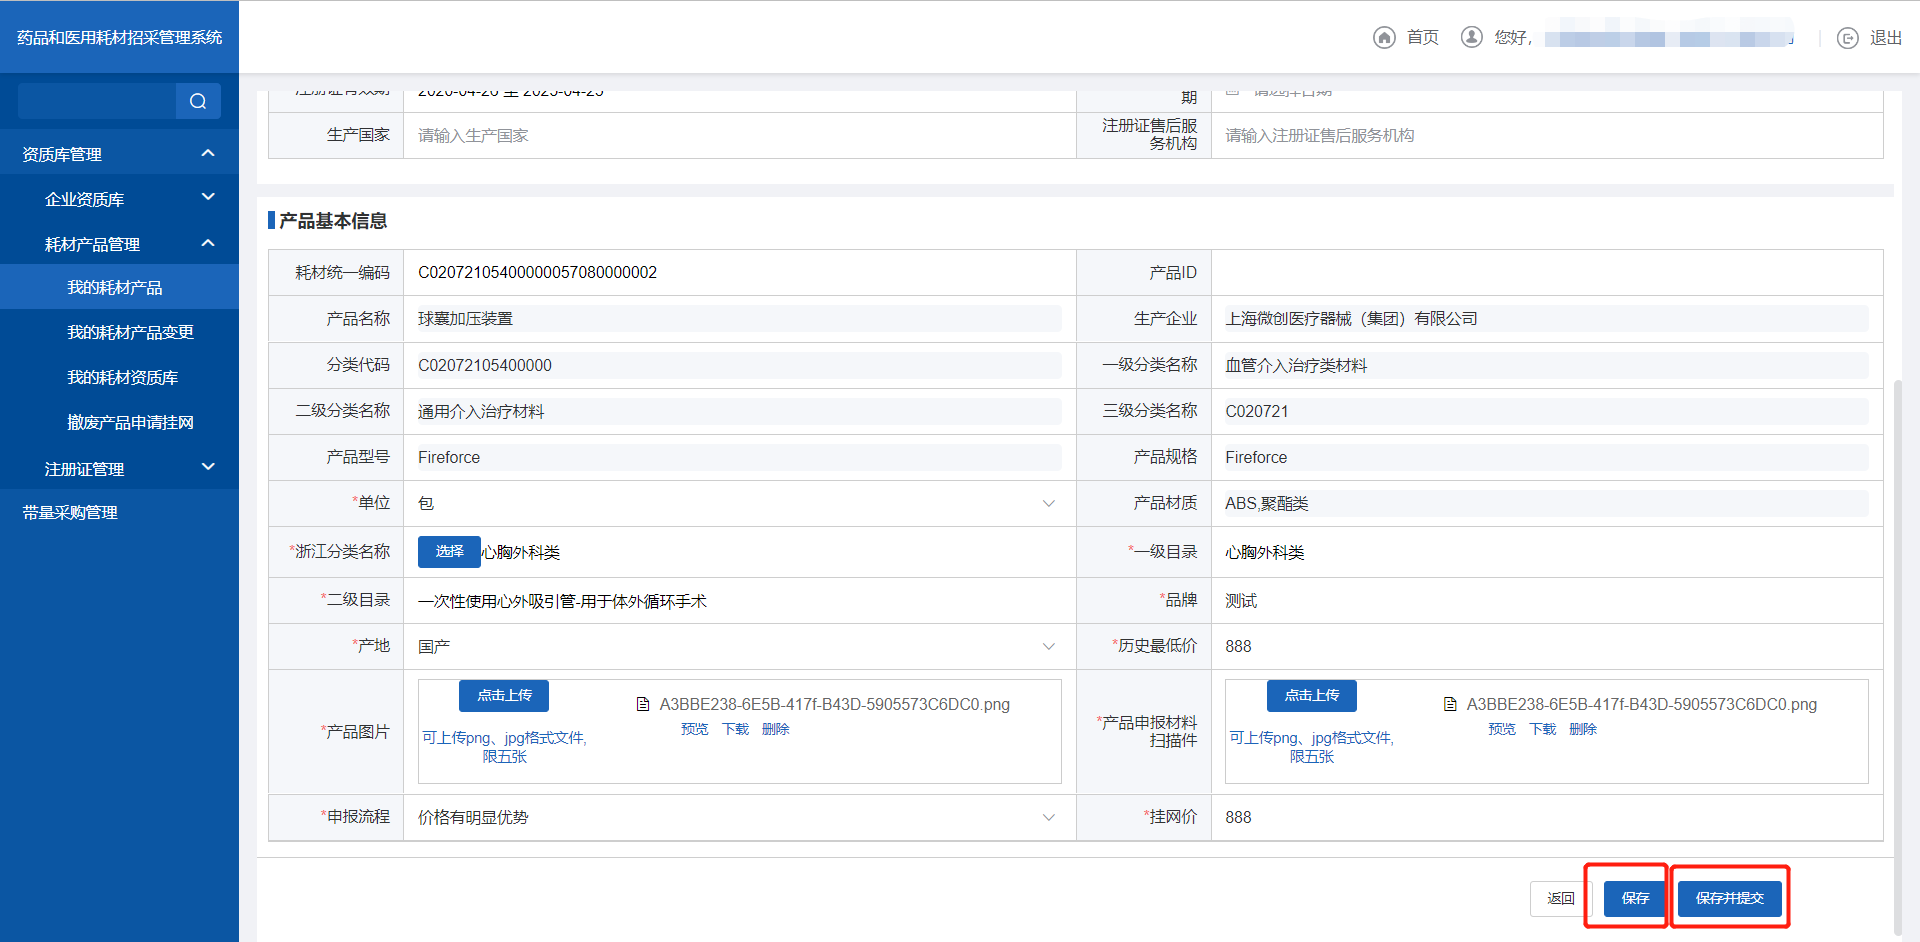 药品和医用耗材招采管理系统
首页
您好,
退出
资质库管理
企业资质库
耗材产品管理
我的耗材产品
我的耗材产品变更
我的耗材资质库
撤废产品申请挂网
注册证管理
带量采购管理
注册证有效期 2020-04-26 至 2025-04-25 期 请选择日期
生产国家 请输入生产国家 注册证售后服
务机构 请输入注册证售后服务机构
产品基本信息
耗材统一编码 C02072105400000057080000002 产品ID
产品名称 球囊加压装置 生产企业 上海微创医疗器械（集团）有限公司
分类代码 C02072105400000 一级分类名称 血管介入治疗类材料
二级分类名称 通用介入治疗材料 三级分类名称 C020721
产品型号 Fireforce 产品规格 Fireforce
*单位 包 产品材质 ABS,聚酯类
*浙江分类名称 选择 心胸外科类 *一级目录 心胸外科类
*二级目录 一次性使用心外吸引管-用于体外循环手术 *品牌 测试
*产地 国产 *历史最低价 888
*产品图片 点击上传 A3BBE238-6E5B-417f-B43D-5905573C6DC0.png
预览 下载 删除
可上传png、jpg格式文件,
限五张
*产品申报材料
扫描件 点击上传 A3BBE238-6E5B-417f-B43D-5905573C6DC0.png
预览 下载 删除
可上传png、jpg格式文件,
限五张
*申报流程 价格有明显优势 *挂网价 888
返回 保存 保存并提交